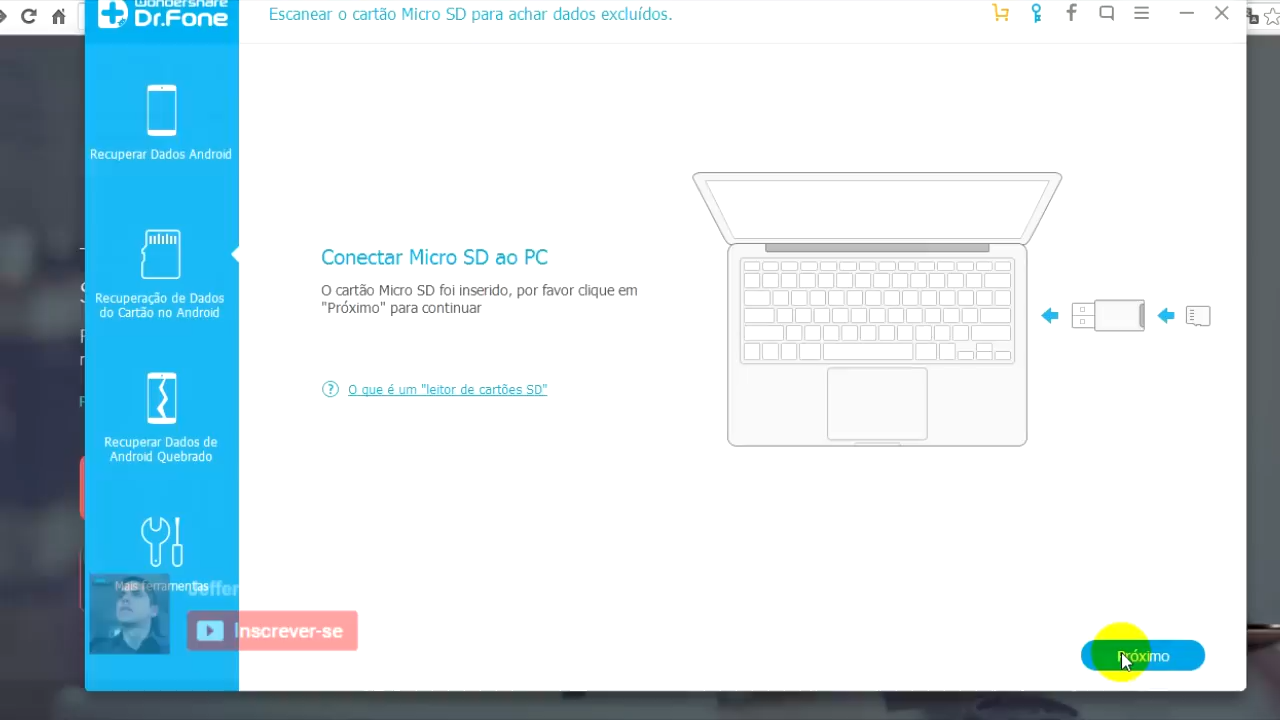 wondershare
Dr.Fone
Escanear o cartão Micro SD para achar dados excluídos.
Recuperar Dados Android
Recuperação de Dados
do Cartão no Android
Recuperar Dados de
Android Quebrado
Mais ferramentas
Conectar Micro SD ao PC
O cartão Micro SD foi inserido, por favor clique em
"Próximo" para continuar
? O que é um "leitor de cartões SD"
Inscrever-se
Próximo